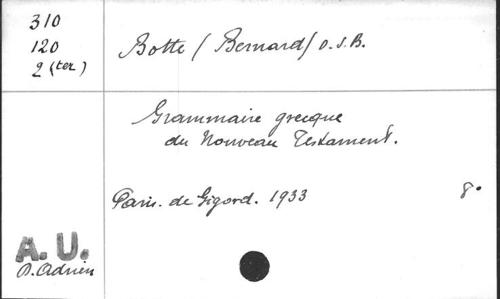 310
120
2 (ter)
Botte (Bernard) O.S.B.
Grammaire grecque
du Nouveau Testament.
Paris. de Gigord. 1933 8.º
A.U.
P. Adrien